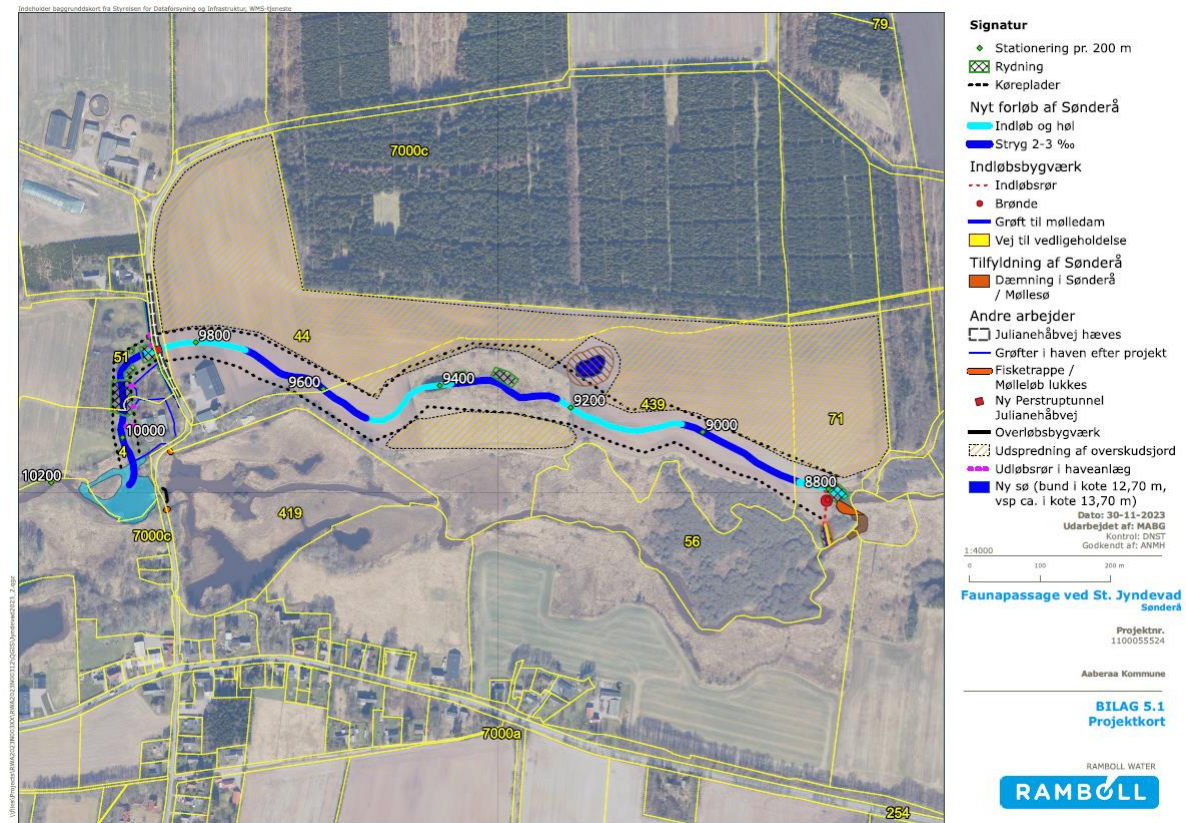 Indeholder baggrunddskort fra Styrelsen for Dataforsyning og Infrastruktur, WMS-tjeneste
79
7000c
44
9800
51
9600
9400
9200
439
71
9000
10000
4
8800
10200
419
56
7000c
7000a
254
Signatur
Stationering pr. 200 m
Rydning
Køreplader
Nyt forløb af Sønderå
Indløb og høl
Stryg 2-3 ‰
Indløbsbygværk
Indløbsrør
Brønde
Grøft til mølledam
Vej til vedligeholdelse
Tilfyldning af Sønderå
Dæmning i Sønderå
/ Møllesø
Andre arbejder
Julianehåbvej hæves
Grøfter i haven efter projekt
Fisketrappe /
Mølleløb lukkes
Ny Perstruptunnel
Julianehåbvej
Overløbsbygværk
Udspredning af overskudsjord
Udløbsrør i haveanlæg
Ny sø (bund i kote 12,70 m,
vsp ca. i kote 13,70 m)
Dato: 30-11-2023
Udarbejdet af: MABG
Kontrol: DNST
Godkendt af: ANMH
1:4000
0 100 200 m
Faunapassage ved St. Jyndevad
Sønderå
Projektnr.
1100055524
Aaberaa Kommune
BILAG 5.1
Projektkort
RAMBOLL WATER
RAMBOLL